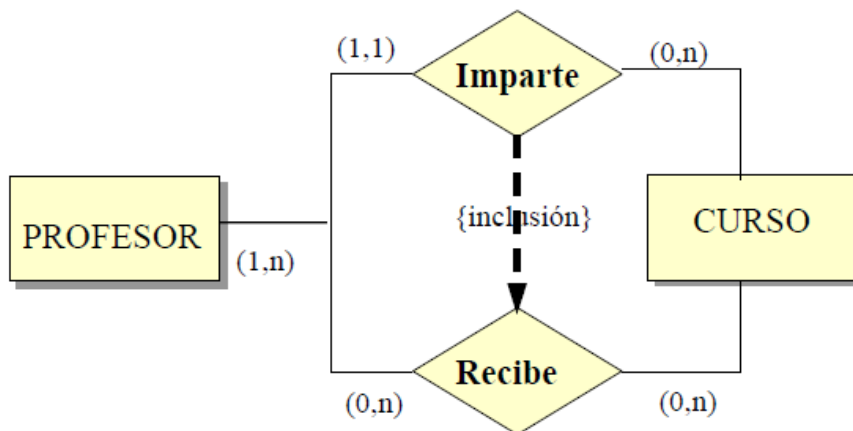 (1,1)
Imparte
(0,n)
PROFESOR
(1,n)
{inclusión}
CURSO
(0,n)
Recibe
(0,n)